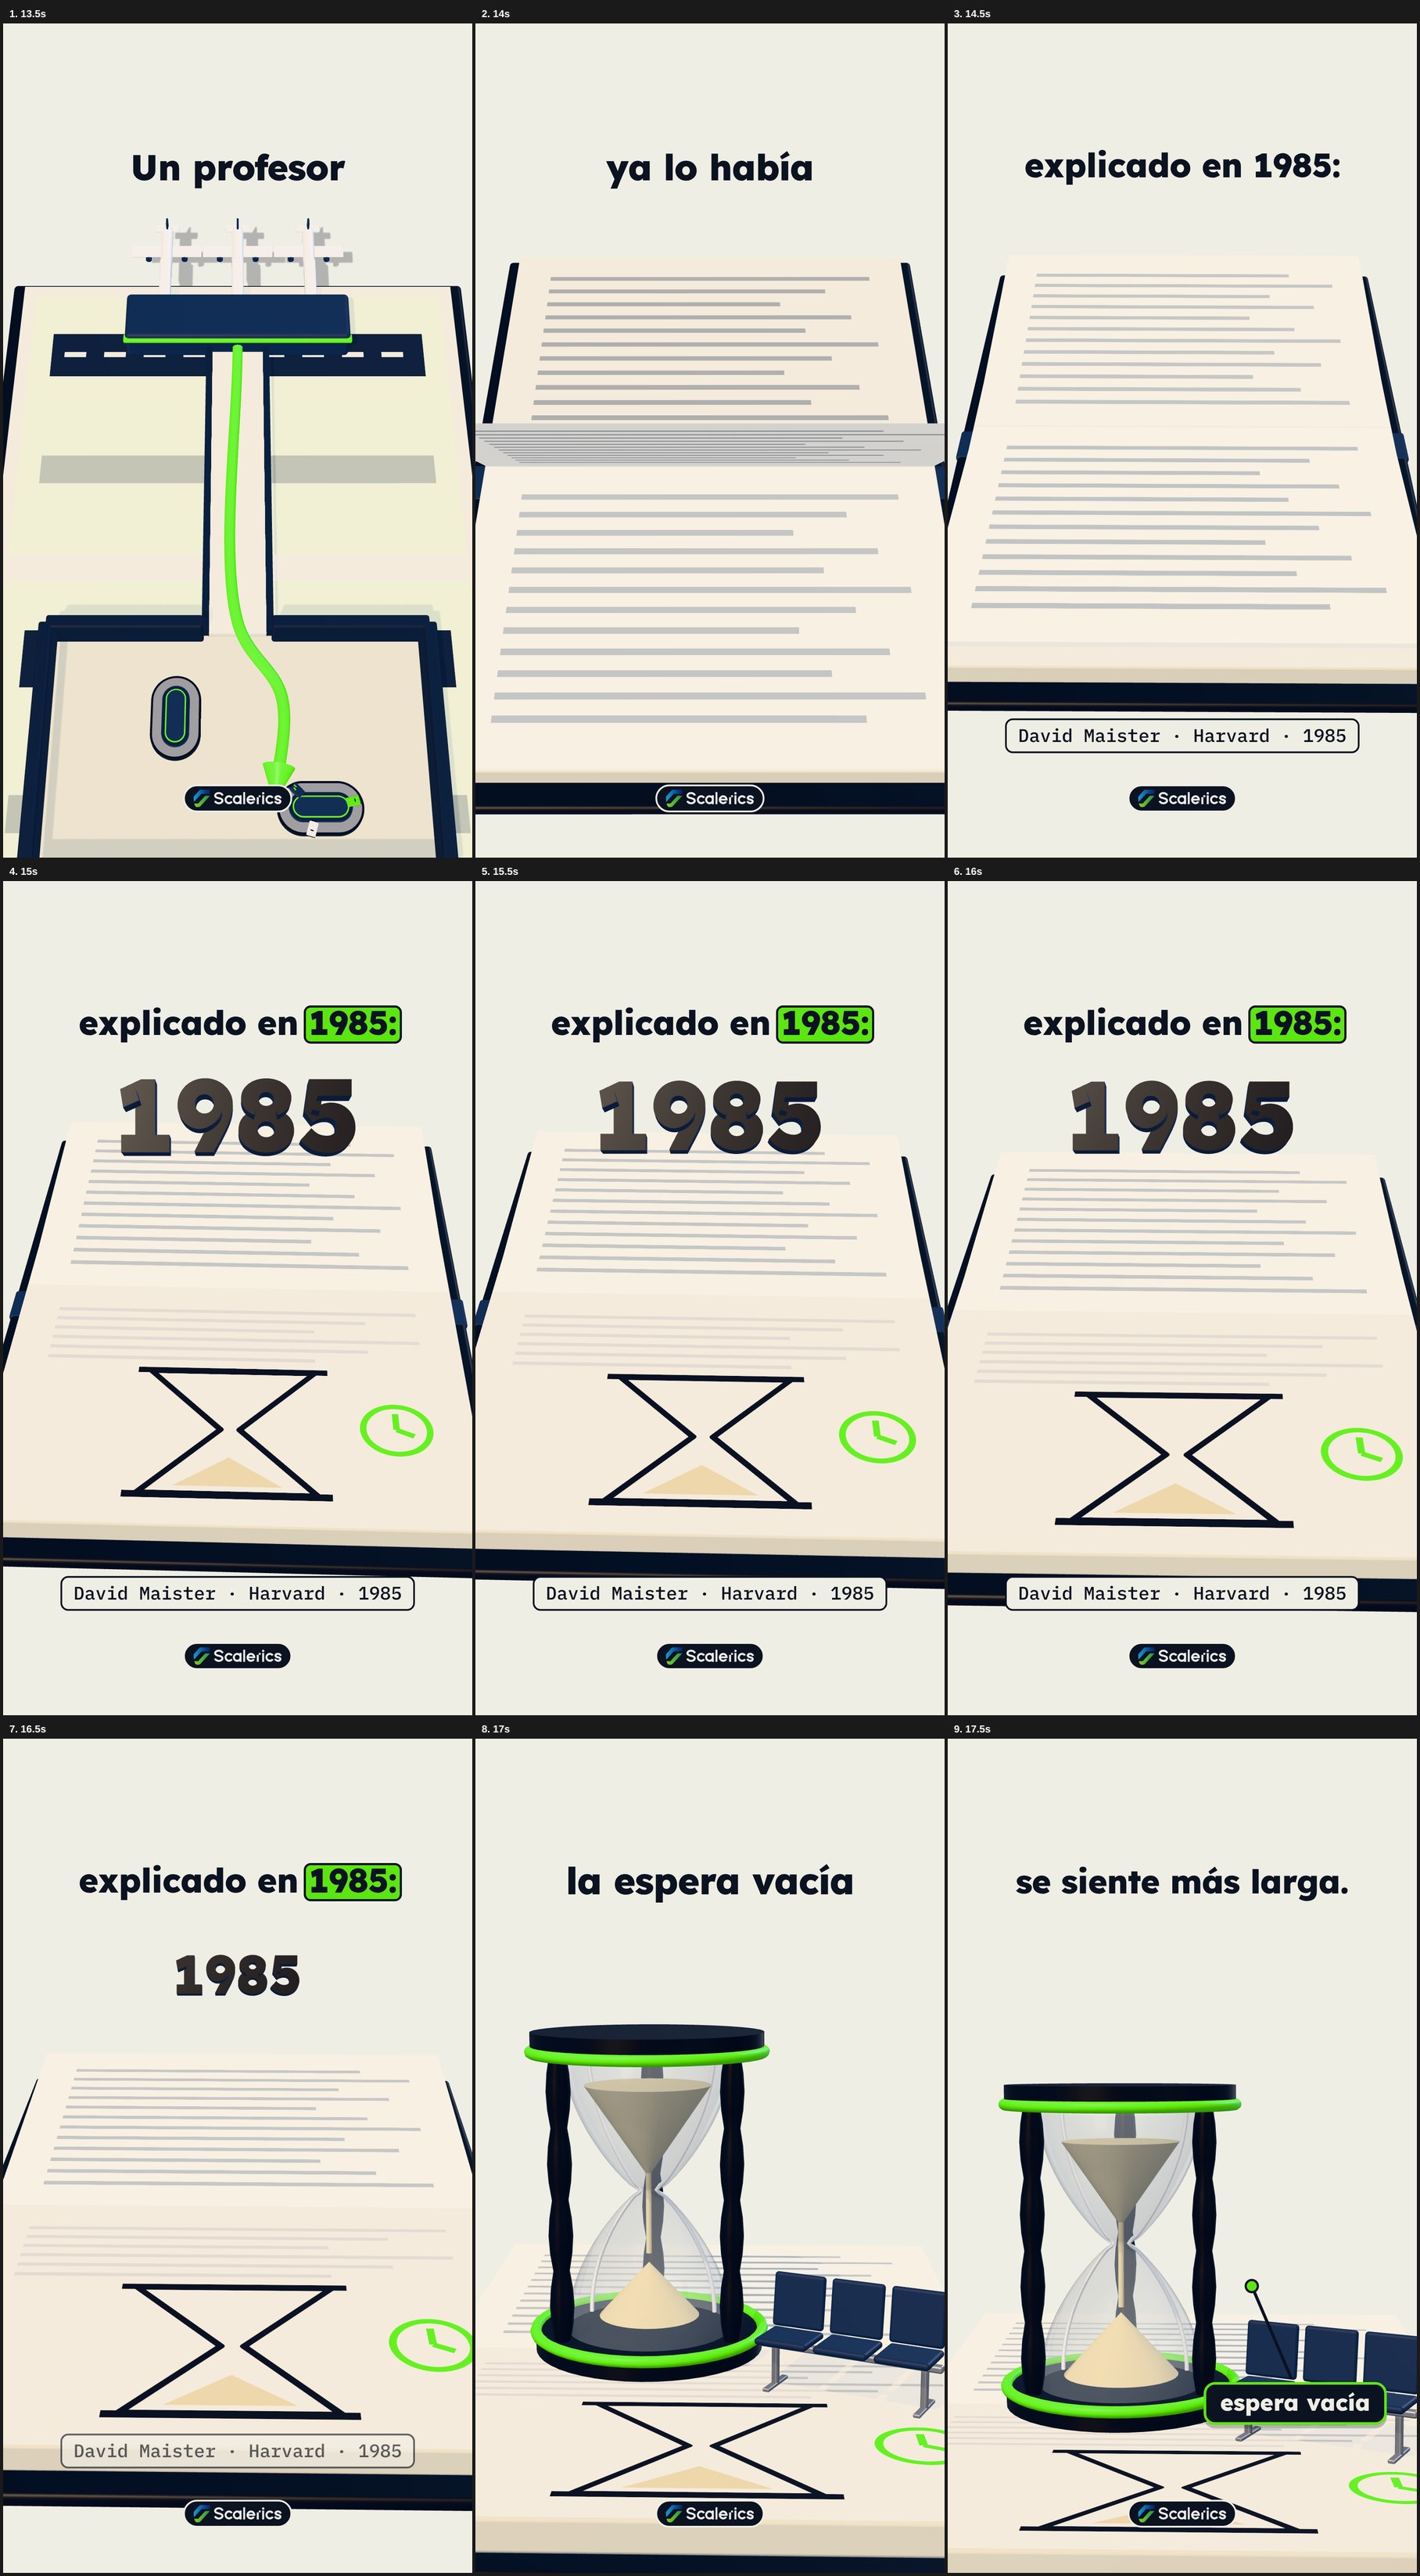 1. 13.5s
Un profesor
Scalerics
2. 14s
ya lo había
Scalerics
3. 14.5s
explicado en 1985:
David Maister · Harvard · 1985
Scalerics
4. 15s
explicado en 1985:
1985
David Maister · Harvard · 1985
Scalerics
5. 15.5s
explicado en 1985:
1985
David Maister · Harvard · 1985
Scalerics
6. 16s
explicado en 1985:
1985
David Maister · Harvard · 1985
Scalerics
7. 16.5s
explicado en 1985:
1985
David Maister · Harvard · 1985
Scalerics
8. 17s
la espera vacía
Scalerics
9. 17.5s
se siente más larga.
espera vacía
Scalerics